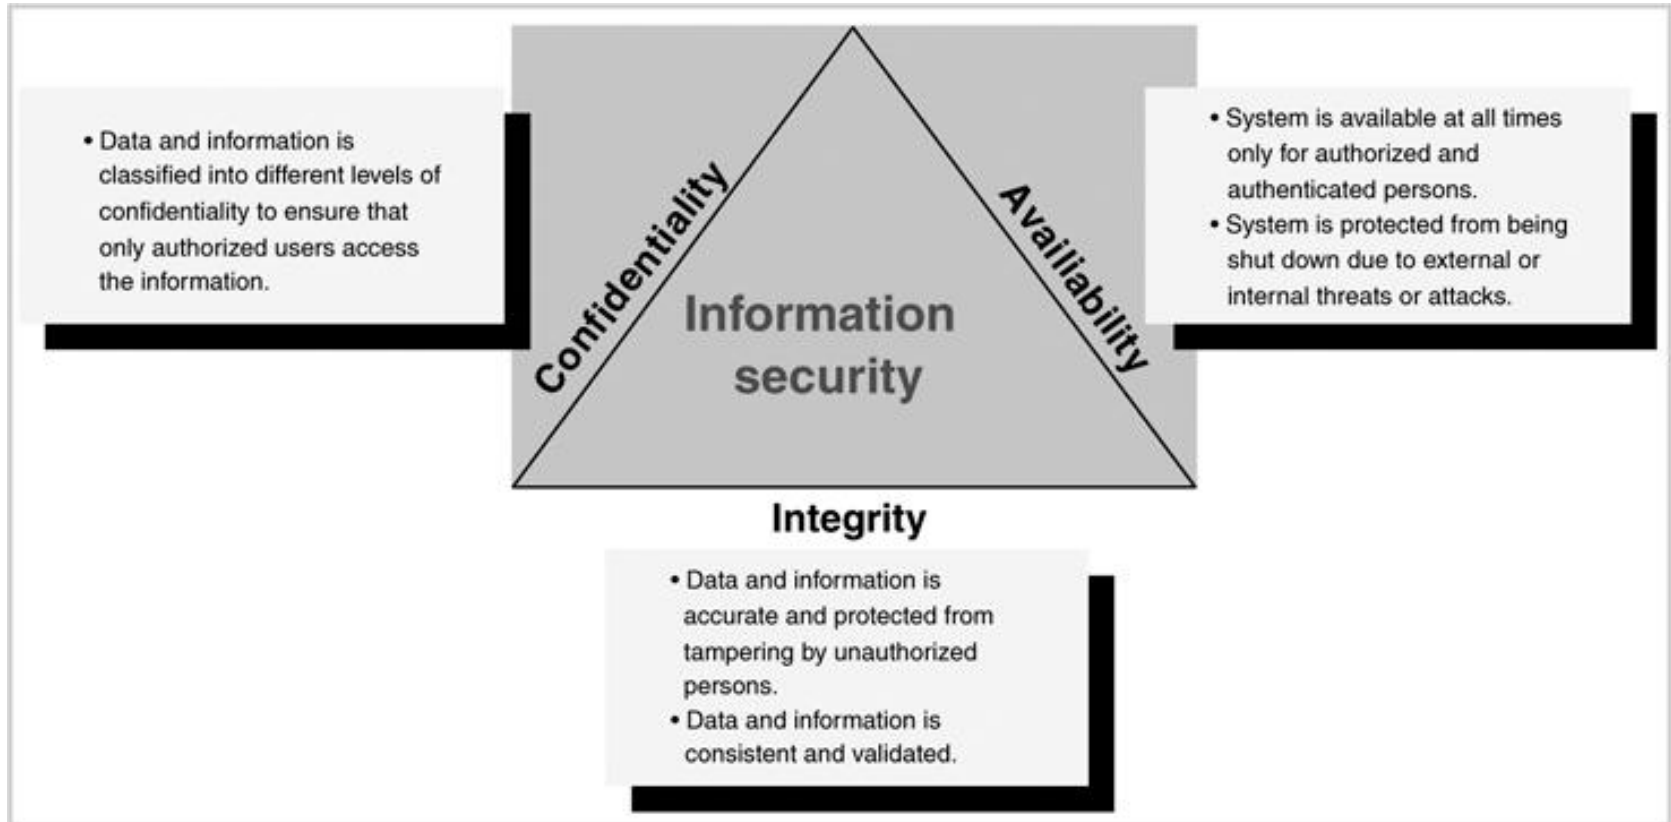 • Data and information is
classified into different levels of
confidentiality to ensure that
only authorized users access
the information.
Confidentiality
Information
security
Availiability
• System is available at all times
only for authorized and
authenticated persons.
• System is protected from being
shut down due to external or
internal threats or attacks.
Integrity
• Data and information is
accurate and protected from
tampering by unauthorized
persons.
• Data and information is
consistent and validated.